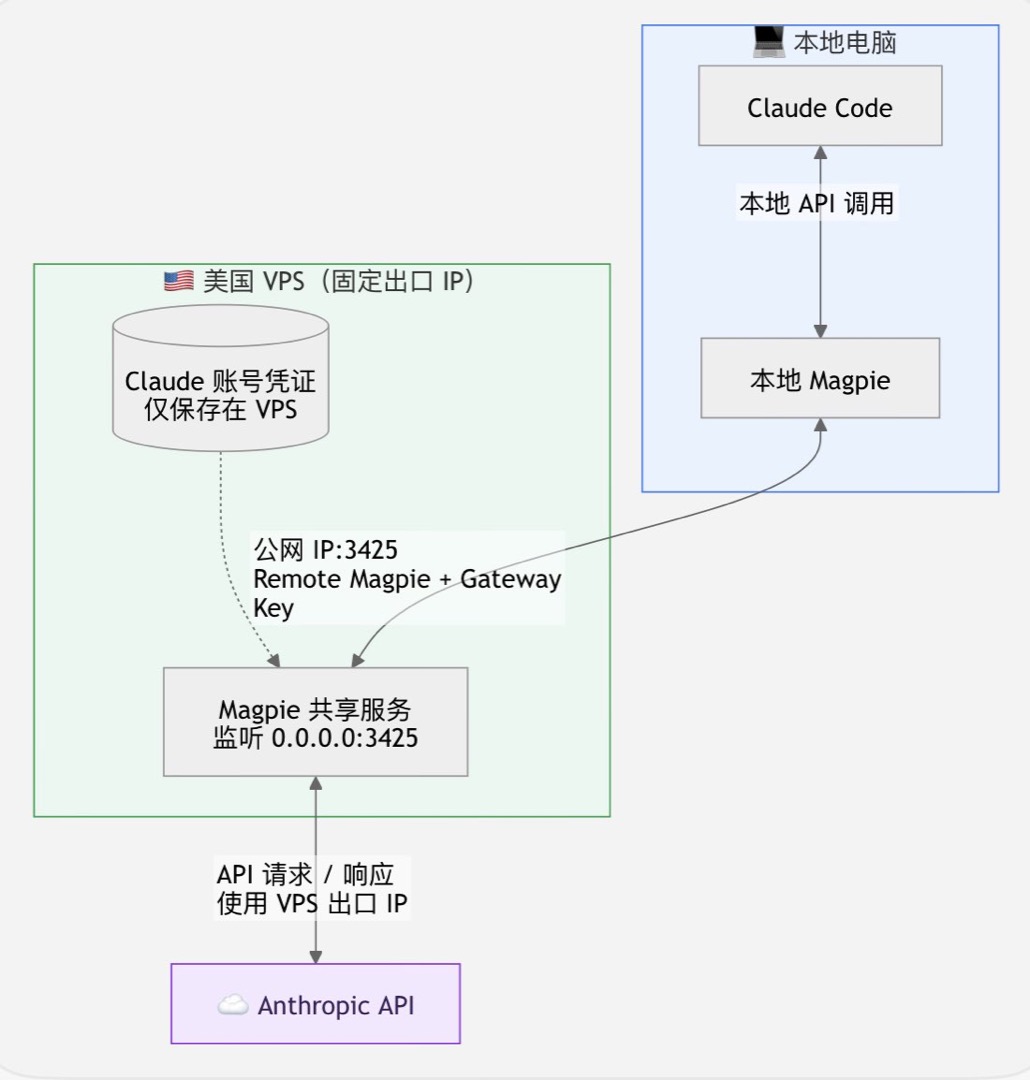 💻 本地电脑
Claude Code
本地 API 调用
本地 Magpie
🇺🇸 美国 VPS（固定出口 IP）
Claude 账号凭证
仅保存在 VPS
公网 IP:3425
Remote Magpie + Gateway
Key
Magpie 共享服务
监听 0.0.0.0:3425
API 请求 / 响应
使用 VPS 出口 IP
☁️ Anthropic API